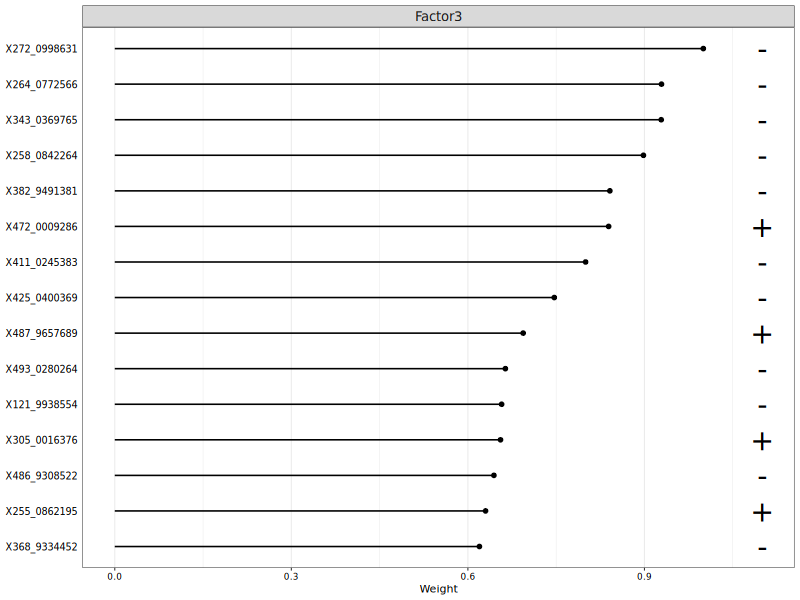 Factor3
X272_0998631 -
X264_0772566 -
X343_0369765 -
X258_0842264 -
X382_9491381 -
X472_0009286 +
X411_0245383 -
X425_0400369 -
X487_9657689 +
X493_0280264 -
X121_9938554 -
X305_0016376 +
X486_9308522 -
X255_0862195 +
X368_9334452 -
0.0 0.3 0.6 0.9
Weight